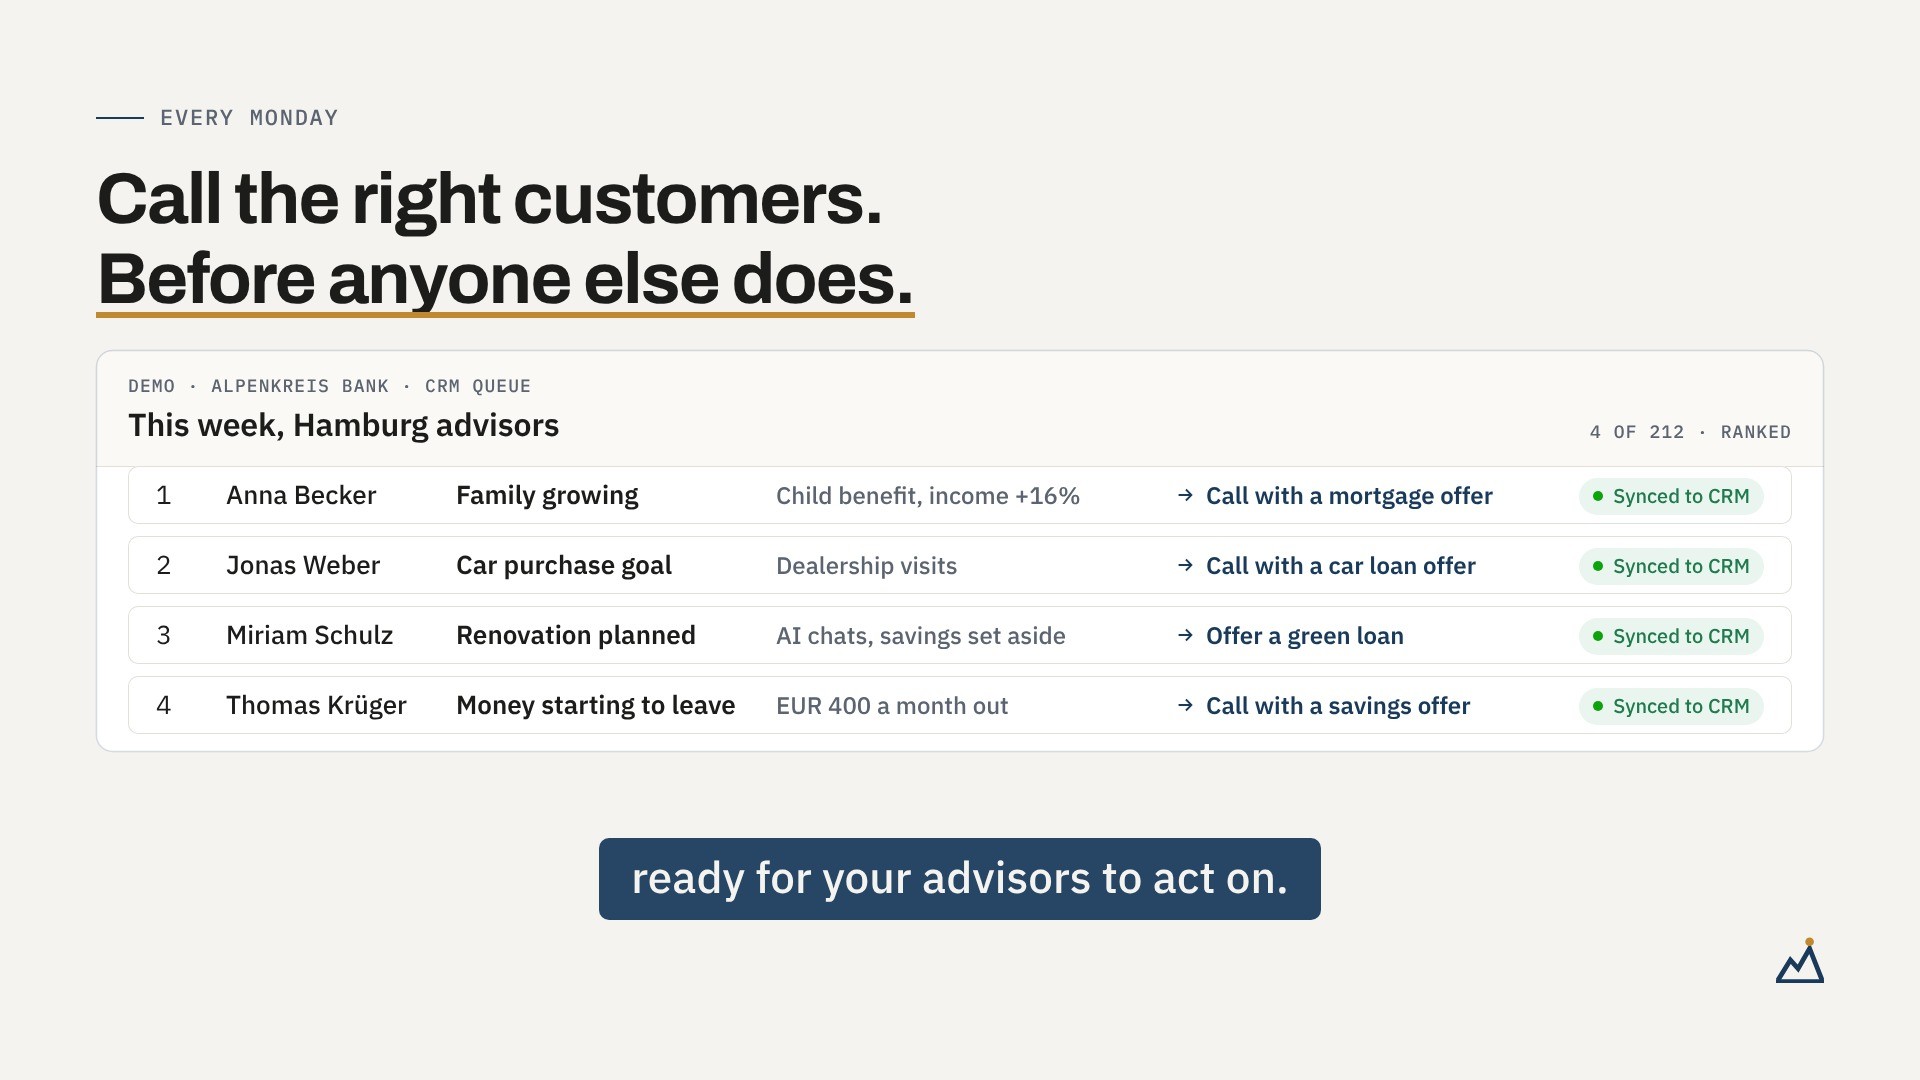 EVERY MONDAY
Call the right customers.
Before anyone else does.
DEMO · ALPENKREIS BANK · CRM QUEUE
This week, Hamburg advisors
4 OF 212 · RANKED
1 Anna Becker Family growing Child benefit, income +16% → Call with a mortgage offer Synced to CRM
2 Jonas Weber Car purchase goal Dealership visits → Call with a car loan offer Synced to CRM
3 Miriam Schulz Renovation planned AI chats, savings set aside → Offer a green loan Synced to CRM
4 Thomas Krüger Money starting to leave EUR 400 a month out → Call with a savings offer Synced to CRM
ready for your advisors to act on.